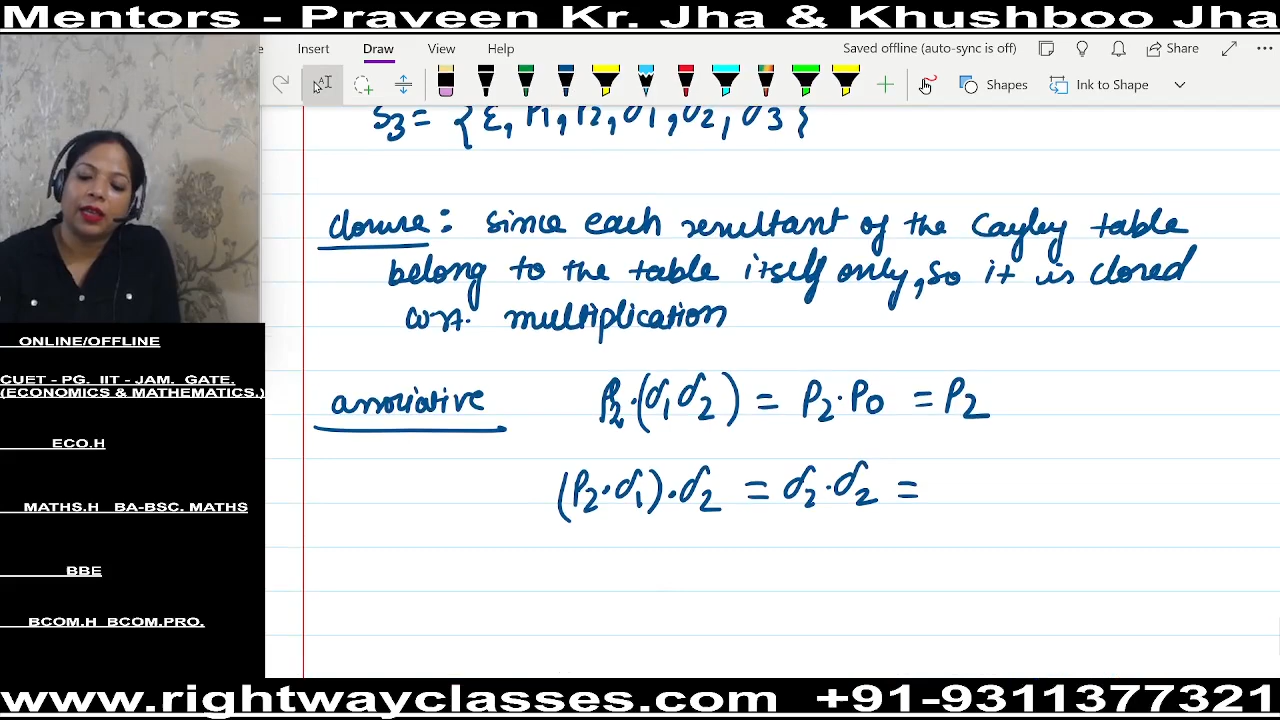 Mentors - Praveen Kr. Jha & Khushboo Jha
Insert Draw View Help
Saved offline (auto-sync is off)
Share
Shapes
Ink to Shape
S3 = {ε, ρ1, ρ2, σ1, σ2, σ3}
closure : since each resultant of the Cayley table
belong to the table itself only, so it is closed
w.r.t. multiplication
associative ρ2·(σ1 σ2) = ρ2·ρ0 = ρ2
(ρ2·σ1)·σ2 = σ2·σ2 =
ONLINE/OFFLINE
CUET - PG. IIT - JAM. GATE.
(ECONOMICS & MATHEMATICS.)
ECO.H
MATHS.H BA-BSC. MATHS
BBE
BCOM.H BCOM.PRO.
www.rightwayclasses.com +91-9311377321